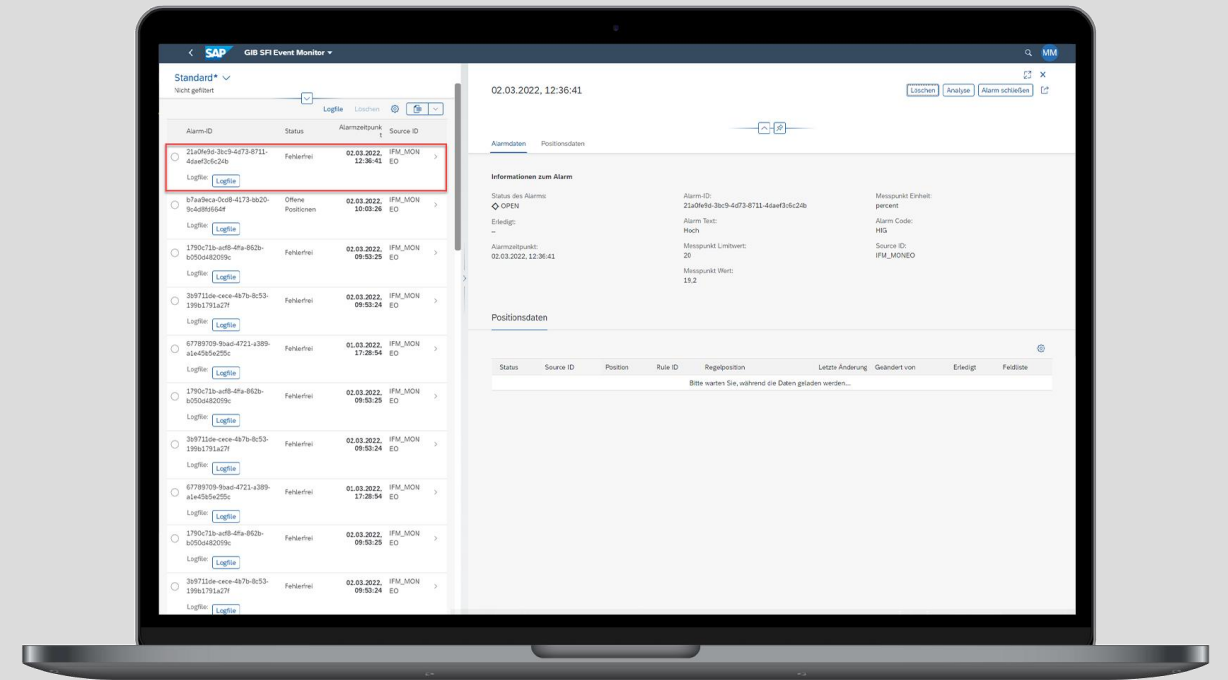 SAP GIB SFI Event Monitor
MM
Standard*
Nicht gefiltert
Logfile Löschen
Alarm-ID Status Alarmzeitpunkt Source ID
21a0fe9d-3bc9-4d73-8711-4daef3c6c24b Fehlerfrei 02.03.2022, 12:36:41 IFM_MONEO
Logfile: Logfile
b7aa9eca-0cd8-4173-bb20-9c4d8fd664ff Offene Positionen 02.03.2022, 10:03:26 IFM_MONEO
Logfile: Logfile
1790c71b-acf8-4ffa-862b-b050d482059c Fehlerfrei 02.03.2022, 09:53:25 IFM_MONEO
Logfile: Logfile
3b9711de-cece-4b7b-8c53-199b1791a27f Fehlerfrei 02.03.2022, 09:53:24 IFM_MONEO
Logfile: Logfile
67789709-9bad-4721-a389-a1e45b5e255c Fehlerfrei 01.03.2022, 17:28:54 IFM_MONEO
Logfile: Logfile
1790c71b-acf8-4ffa-862b-b050d482059c Fehlerfrei 02.03.2022, 09:53:25 IFM_MONEO
Logfile: Logfile
3b9711de-cece-4b7b-8c53-199b1791a27f Fehlerfrei 02.03.2022, 09:53:24 IFM_MONEO
Logfile: Logfile
67789709-9bad-4721-a389-a1e45b5e255c Fehlerfrei 01.03.2022, 17:28:54 IFM_MONEO
Logfile: Logfile
1790c71b-acf8-4ffa-862b-b050d482059c Fehlerfrei 02.03.2022, 09:53:25 IFM_MONEO
Logfile: Logfile
3b9711de-cece-4b7b-8c53-199b1791a27f Fehlerfrei 02.03.2022, 09:53:24 IFM_MONEO
Logfile: Logfile
02.03.2022, 12:36:41
Löschen Analyse Alarm schließen
Alarmdaten Positionsdaten
Informationen zum Alarm
Status des Alarms:
OPEN
Erledigt:
–
Alarmzeitpunkt:
02.03.2022, 12:36:41
Alarm-ID:
21a0fe9d-3bc9-4d73-8711-4daef3c6c24b
Alarm Text:
Hoch
Messpunkt Limitwert:
20
Messpunkt Wert:
19,2
Messpunkt Einheit:
percent
Alarm Code:
HIG
Source ID:
IFM_MONEO
Positionsdaten
Status Source ID Position Rule ID Regelposition Letzte Änderung Geändert von Erledigt Feldliste
Bitte warten Sie, während die Daten geladen werden...